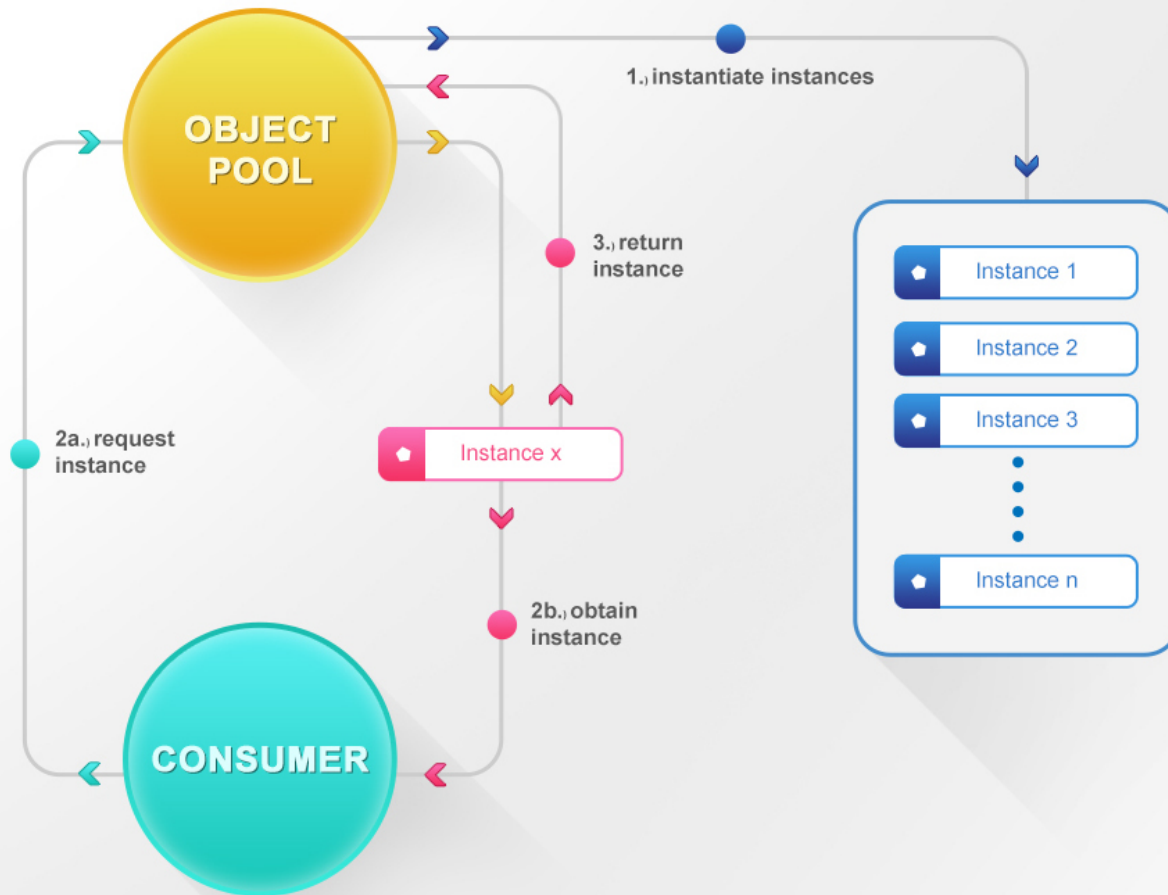 OBJECT
POOL
1.) instantiate instances
3.) return
instance
Instance 1
Instance 2
Instance 3
Instance n
2a.) request
instance
Instance x
2b.) obtain
instance
CONSUMER